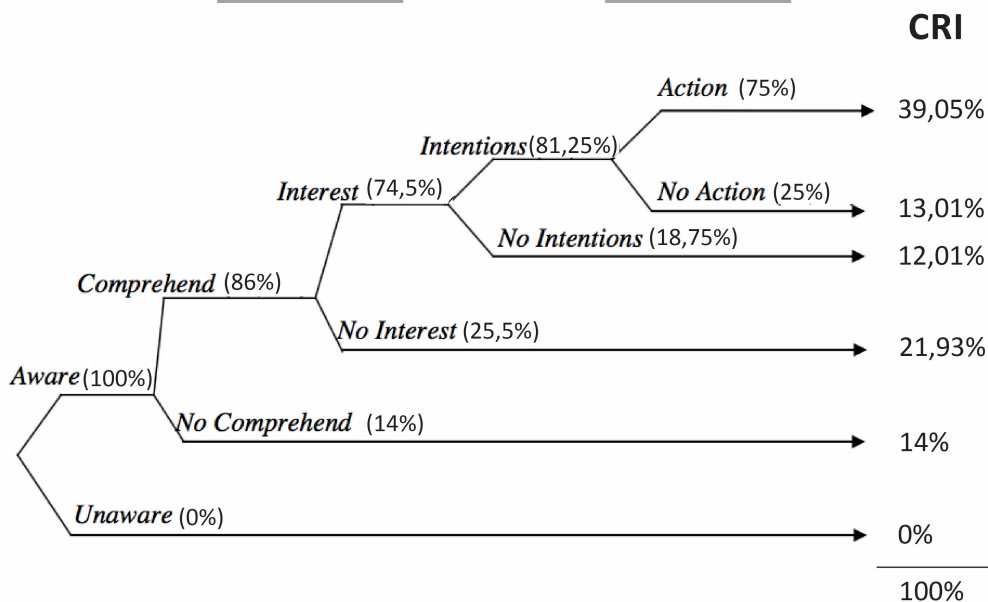 CRI
Action (75%)
39,05%
Intentions(81,25%)
Interest (74,5%)
No Action (25%)
13,01%
No Intentions (18,75%)
12,01%
Comprehend (86%)
No Interest (25,5%)
21,93%
Aware(100%)
No Comprehend (14%)
14%
Unaware (0%)
0%
100%